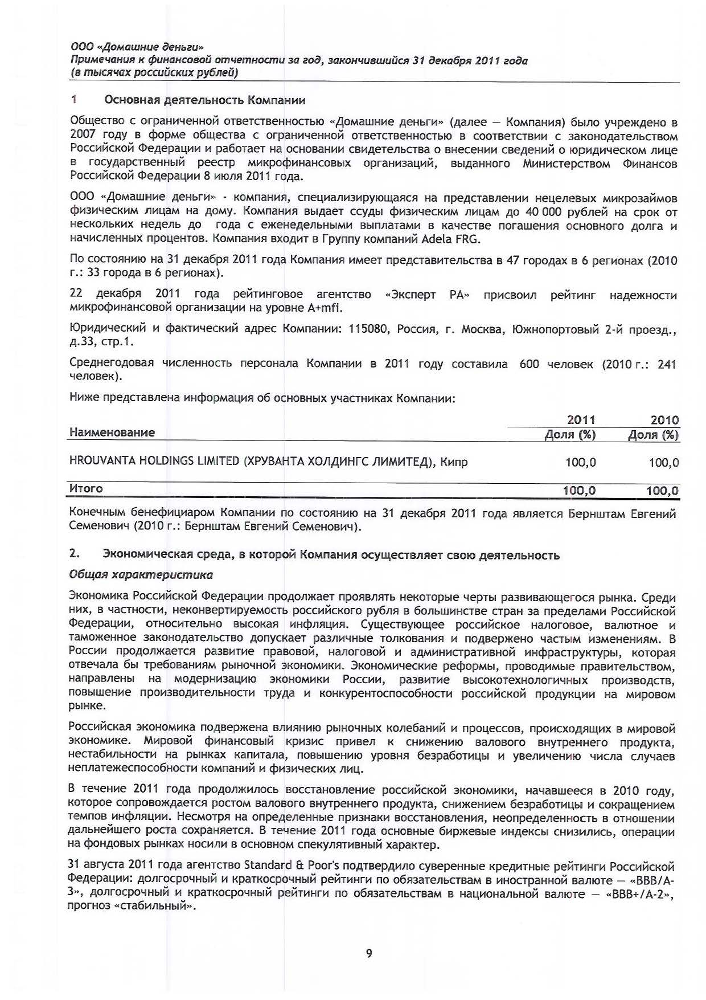 ООО «Домашние деньги»
Примечания к финансовой отчетности за год, закончившийся 31 декабря 2011 года
(в тысячах российских рублей)
1 Основная деятельность Компании
Общество с ограниченной ответственностью «Домашние деньги» (далее — Компания) было учреждено в
2007 году в форме общества с ограниченной ответственностью в соответствии с законодательством
Российской Федерации и работает на основании свидетельства о внесении сведений о юридическом лице
в государственный реестр микрофинансовых организаций, выданного Министерством Финансов
Российской Федерации 8 июля 2011 года.
ООО «Домашние деньги» - компания, специализирующаяся на представлении нецелевых микрозаймов
физическим лицам на дому. Компания выдает ссуды физическим лицам до 40 000 рублей на срок от
нескольких недель до года с еженедельными выплатами в качестве погашения основного долга и
начисленных процентов. Компания входит в Группу компаний Adela FRG.
По состоянию на 31 декабря 2011 года Компания имеет представительства в 47 городах в 6 регионах (2010
г.: 33 города в 6 регионах).
22 декабря 2011 года рейтинговое агентство «Эксперт РА» присвоил рейтинг надежности
микрофинансовой организации на уровне A+mfi.
Юридический и фактический адрес Компании: 115080, Россия, г. Москва, Южнопортовый 2-й проезд.,
д.33, стр.1.
Среднегодовая численность персонала Компании в 2011 году составила 600 человек (2010 г.: 241
человек).
Ниже представлена информация об основных участниках Компании:
2011 2010
Наименование Доля (%) Доля (%)
HROUVANTA HOLDINGS LIMITED (ХРУВАНТА ХОЛДИНГС ЛИМИТЕД), Кипр 100,0 100,0
Итого 100,0 100,0
Конечным бенефициаром Компании по состоянию на 31 декабря 2011 года является Бернштам Евгений
Семенович (2010 г.: Бернштам Евгений Семенович).
2. Экономическая среда, в которой Компания осуществляет свою деятельность
Общая характеристика
Экономика Российской Федерации продолжает проявлять некоторые черты развивающегося рынка. Среди
них, в частности, неконвертируемость российского рубля в большинстве стран за пределами Российской
Федерации, относительно высокая инфляция. Существующее российское налоговое, валютное и
таможенное законодательство допускает различные толкования и подвержено частым изменениям. В
России продолжается развитие правовой, налоговой и административной инфраструктуры, которая
отвечала бы требованиям рыночной экономики. Экономические реформы, проводимые правительством,
направлены на модернизацию экономики России, развитие высокотехнологичных производств,
повышение производительности труда и конкурентоспособности российской продукции на мировом
рынке.
Российская экономика подвержена влиянию рыночных колебаний и процессов, происходящих в мировой
экономике. Мировой финансовый кризис привел к снижению валового внутреннего продукта,
нестабильности на рынках капитала, повышению уровня безработицы и увеличению числа случаев
неплатежеспособности компаний и физических лиц.
В течение 2011 года продолжилось восстановление российской экономики, начавшееся в 2010 году,
которое сопровождается ростом валового внутреннего продукта, снижением безработицы и сокращением
темпов инфляции. Несмотря на определенные признаки восстановления, неопределенность в отношении
дальнейшего роста сохраняется. В течение 2011 года основные биржевые индексы снизились, операции
на фондовых рынках носили в основном спекулятивный характер.
31 августа 2011 года агентство Standard & Poor's подтвердило суверенные кредитные рейтинги Российской
Федерации: долгосрочный и краткосрочный рейтинги по обязательствам в иностранной валюте — «BBB/A-
3», долгосрочный и краткосрочный рейтинги по обязательствам в национальной валюте — «BBB+/A-2»,
прогноз «стабильный».
9